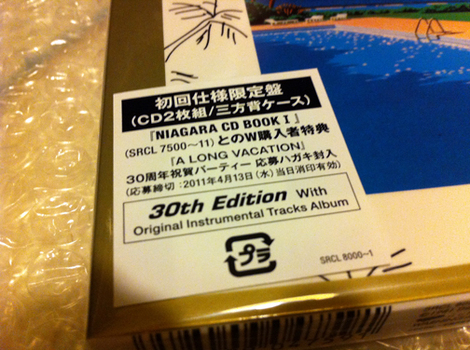 初回仕様限定盤
(CD2枚組/三方背ケース)
『NIAGARA CD BOOK I』
(SRCL 7500〜11)とのW購入者特典
『A LONG VACATION』
30周年祝賀パーティー 応募ハガキ封入
(応募締切:2011年4月13日(水)当日消印有効)
30th Edition With
Original Instrumental Tracks Album
プラ
SRCL 8000~1